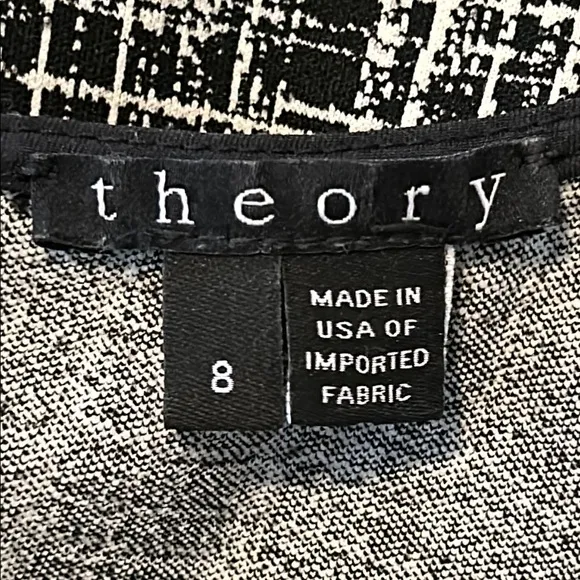 theory
8
MADE IN
USA OF
IMPORTED
FABRIC